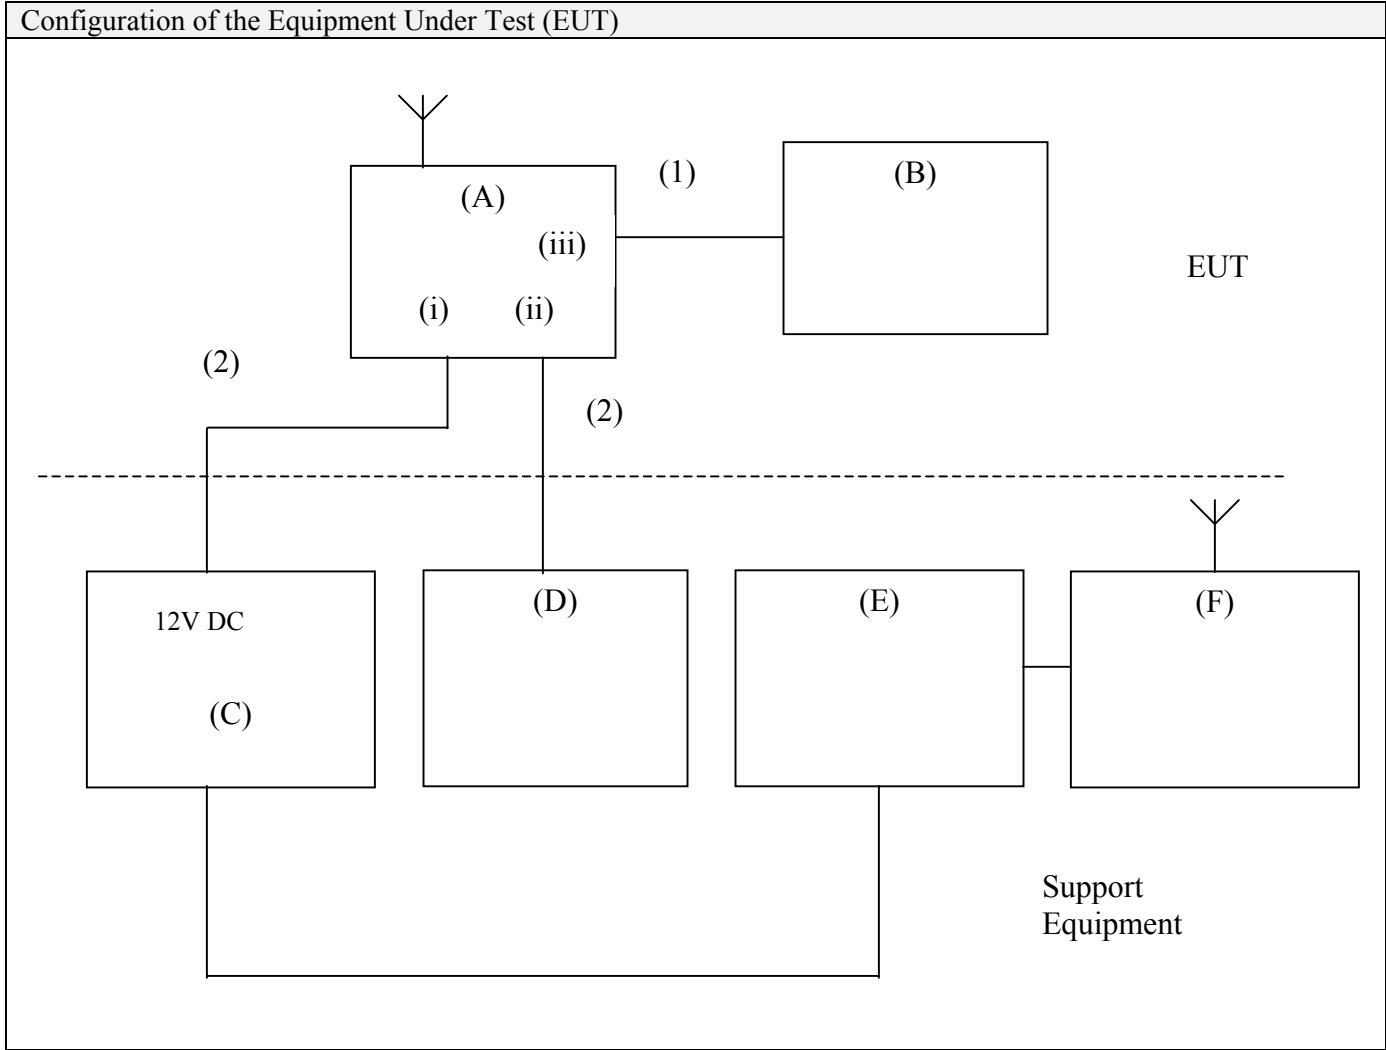 Configuration of the Equipment Under Test (EUT)
(A)
(1)
(B)
(iii)
EUT
(i)
(ii)
(2)
(2)
(D)
(E)
(F)
12V DC
(C)
Support
Equipment